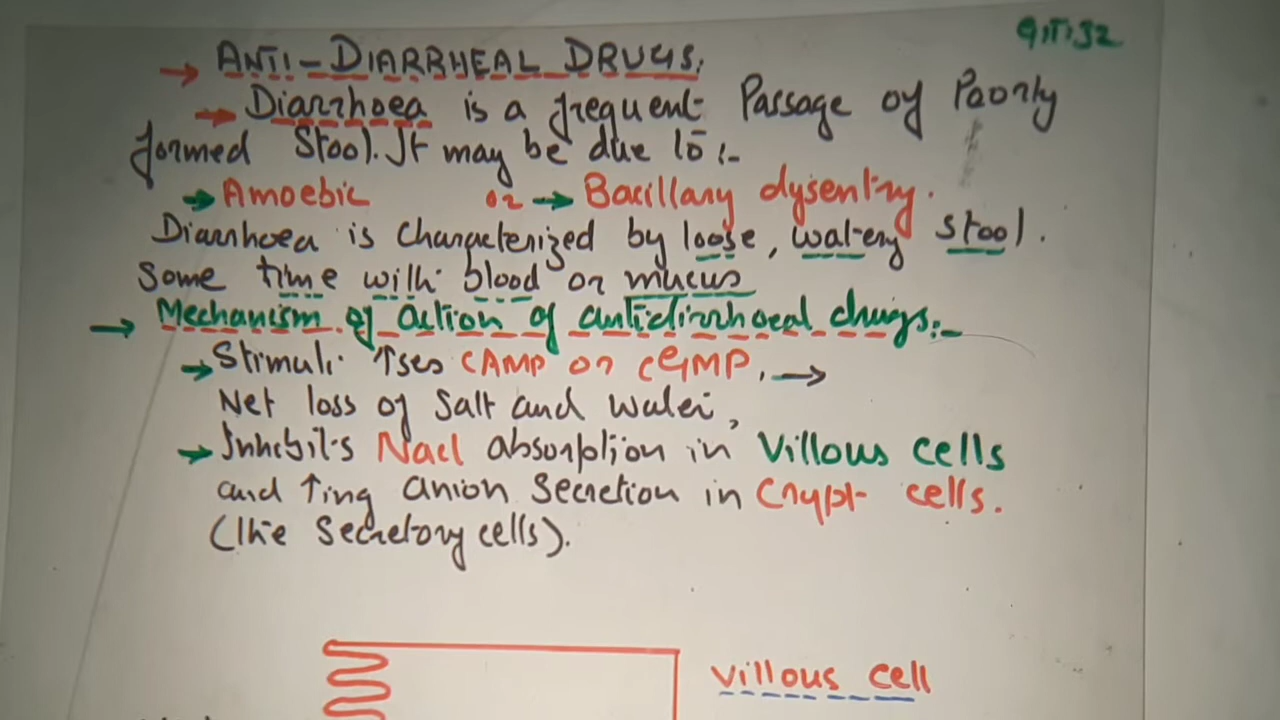 GIT:32
→ ANTI-DIARRHEAL DRUGS:
→ Diarrhoea is a frequent Passage of Poorly
formed Stool. It may be due to :-
→ Amoebic or → Bacillary dysentry.
Diarrhoea is characterized by loose, watery stool.
Some time with blood or mucus
→ Mechanism of action of antidirrhoeal drugs:-
→ Stimuli ↑ses cAMP or cGMP, →
Net loss of salt and water,
→ Inhibits Nacl absorption in Villous cells
and ↑ing anion secretion in Crypt cells.
(the Secretory cells).
Villous cell